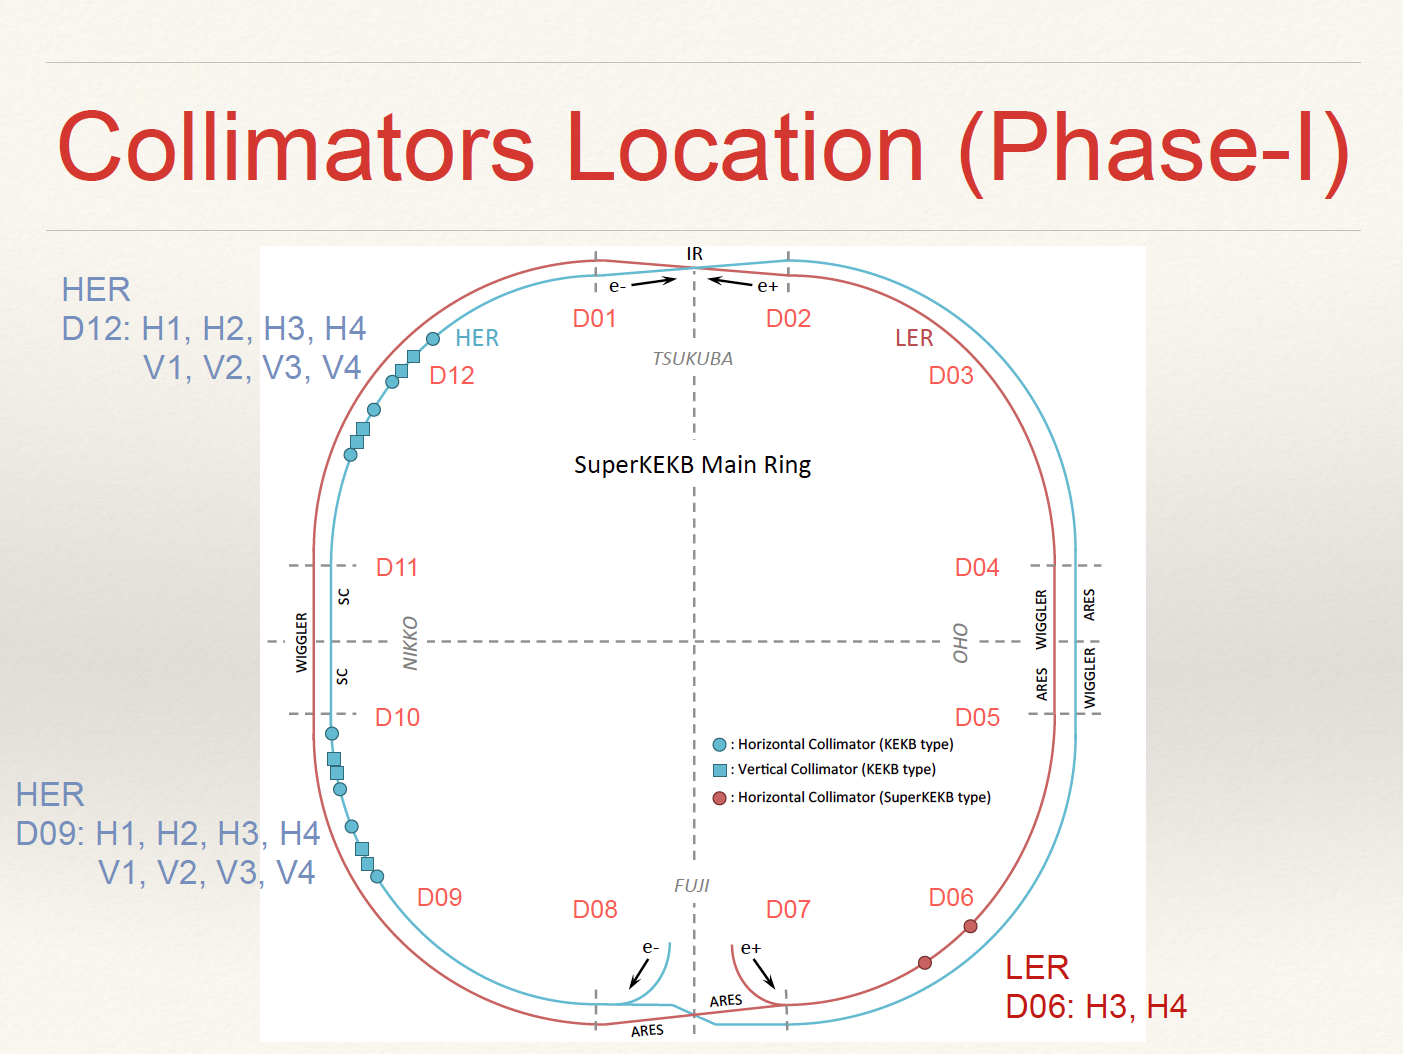 Collimators Location (Phase-I)
IR
HER
D12: H1, H2, H3, H4
V1, V2, V3, V4
e-
e+
D01
D02
HER
LER
TSUKUBA
D12
D03
SuperKEKB Main Ring
D11
D04
SC
WIGGLER
ARES
WIGGLER
NIKKO
OHO
SC
ARES
WIGGLER
D10
D05
: Horizontal Collimator (KEKB type)
: Vertical Collimator (KEKB type)
: Horizontal Collimator (SuperKEKB type)
HER
D09: H1, H2, H3, H4
V1, V2, V3, V4
FUJI
D09
D06
D08
D07
e-
e+
LER
D06: H3, H4
ARES
ARES